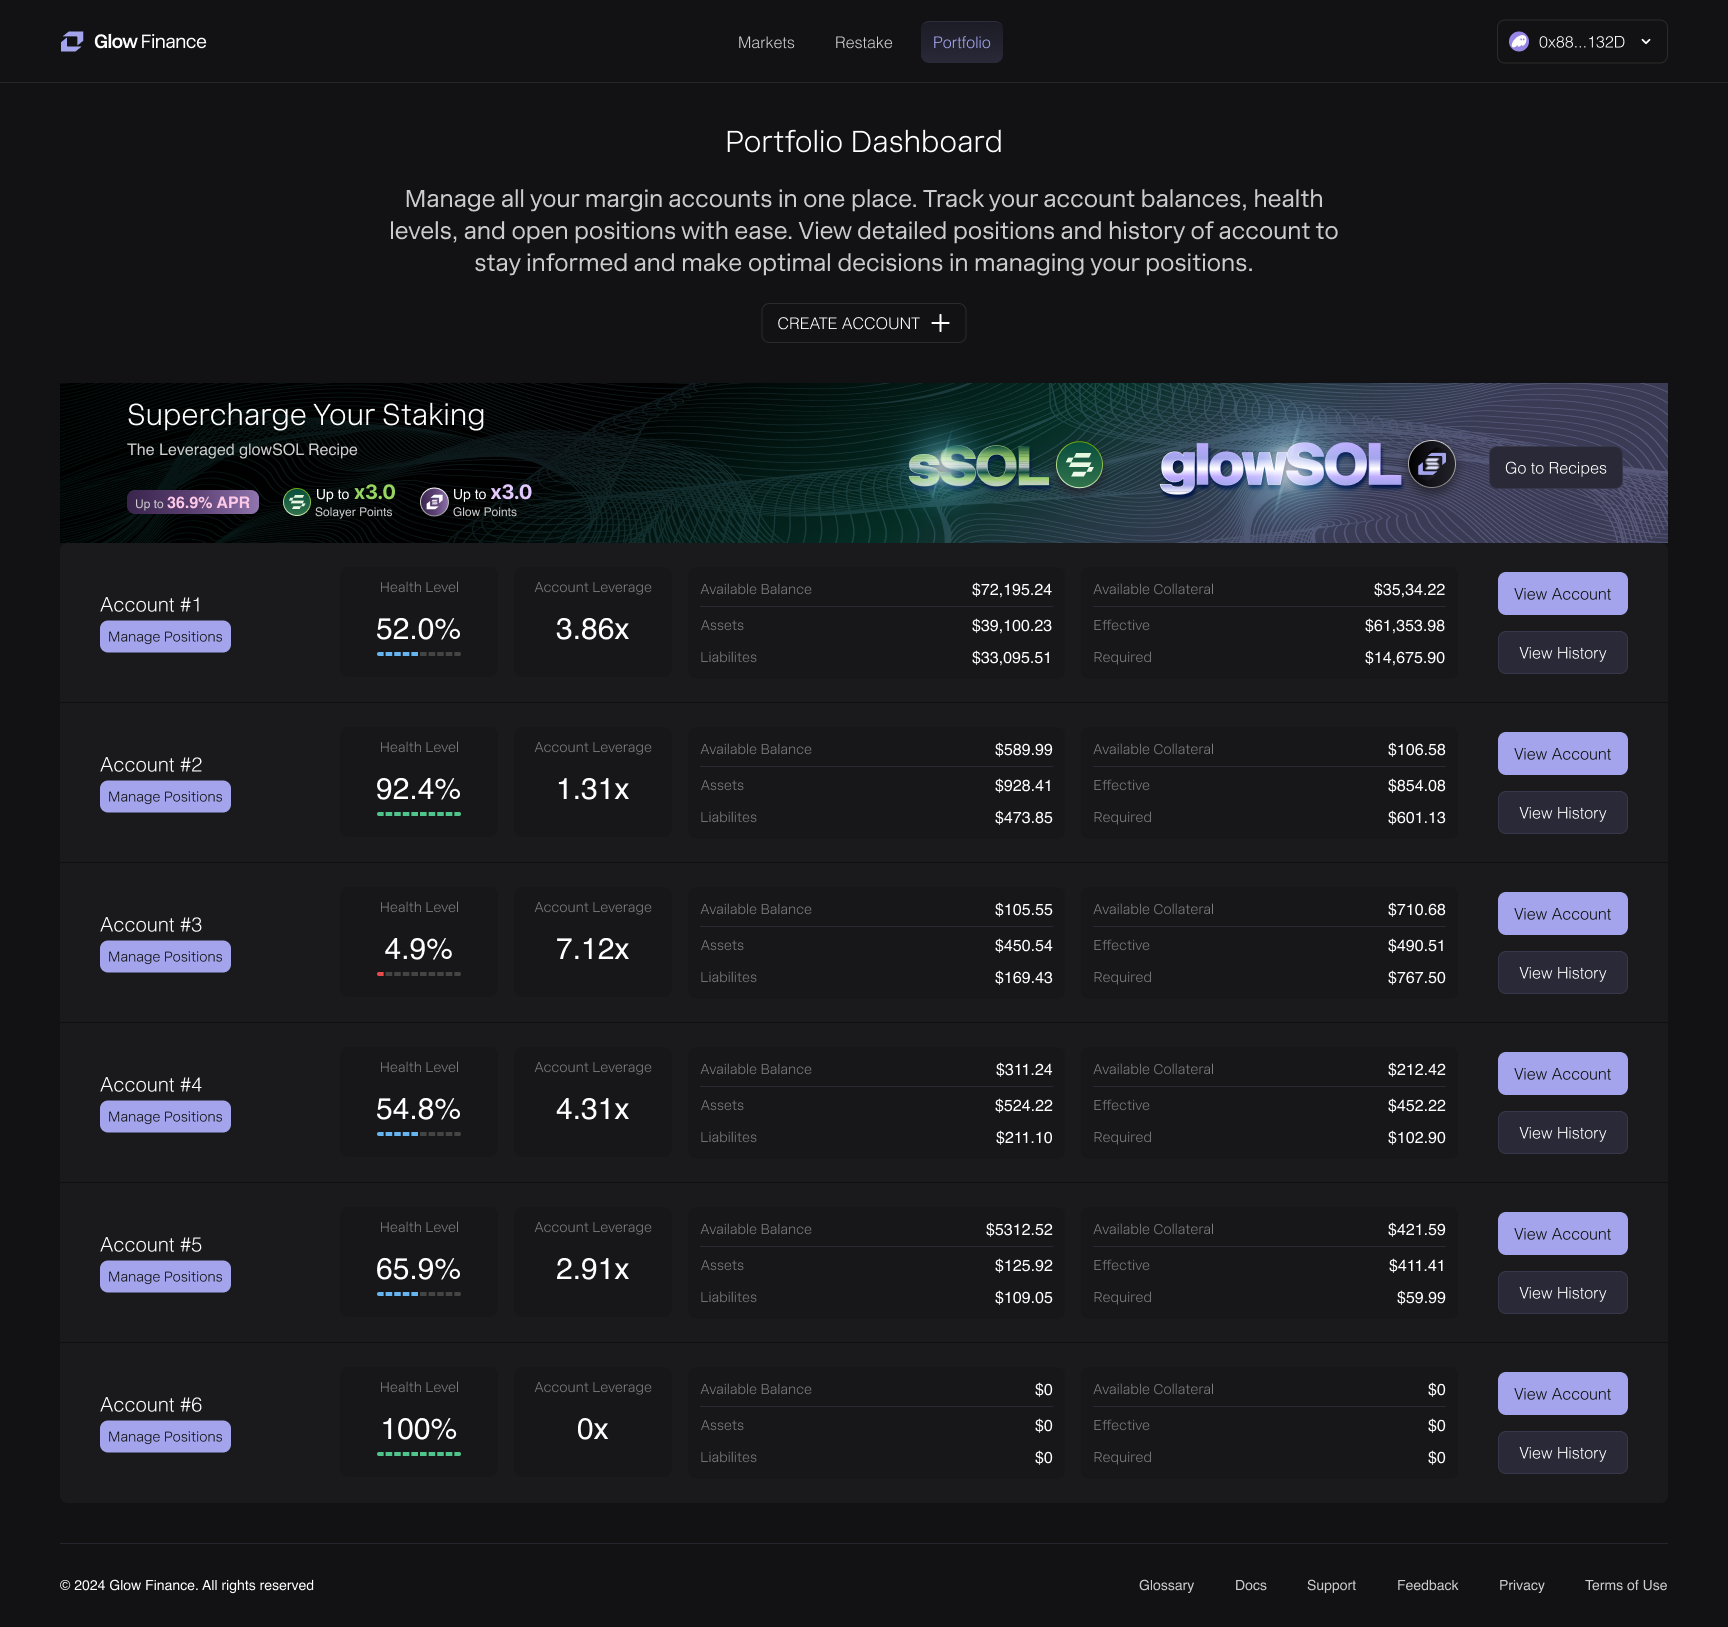 Glow Finance
Markets Restake Portfolio
0x88...132D
Portfolio Dashboard
Manage all your margin accounts in one place. Track your account balances, health
levels, and open positions with ease. View detailed positions and history of account to
stay informed and make optimal decisions in managing your positions.
CREATE ACCOUNT
Supercharge Your Staking
The Leveraged glowSOL Recipe
Up to 36.9% APR
Up to x3.0
Solayer Points
Up to x3.0
Glow Points
sSOL
glowSOL
Go to Recipes
Account #1
Manage Positions
Health Level
52.0%
Account Leverage
3.86x
Available Balance $72,195.24
Assets $39,100.23
Liabilites $33,095.51
Available Collateral $35,34.22
Effective $61,353.98
Required $14,675.90
View Account
View History
Account #2
Manage Positions
Health Level
92.4%
Account Leverage
1.31x
Available Balance $589.99
Assets $928.41
Liabilites $473.85
Available Collateral $106.58
Effective $854.08
Required $601.13
View Account
View History
Account #3
Manage Positions
Health Level
4.9%
Account Leverage
7.12x
Available Balance $105.55
Assets $450.54
Liabilites $169.43
Available Collateral $710.68
Effective $490.51
Required $767.50
View Account
View History
Account #4
Manage Positions
Health Level
54.8%
Account Leverage
4.31x
Available Balance $311.24
Assets $524.22
Liabilites $211.10
Available Collateral $212.42
Effective $452.22
Required $102.90
View Account
View History
Account #5
Manage Positions
Health Level
65.9%
Account Leverage
2.91x
Available Balance $5312.52
Assets $125.92
Liabilites $109.05
Available Collateral $421.59
Effective $411.41
Required $59.99
View Account
View History
Account #6
Manage Positions
Health Level
100%
Account Leverage
0x
Available Balance $0
Assets $0
Liabilites $0
Available Collateral $0
Effective $0
Required $0
View Account
View History
© 2024 Glow Finance. All rights reserved
Glossary Docs Support Feedback Privacy Terms of Use